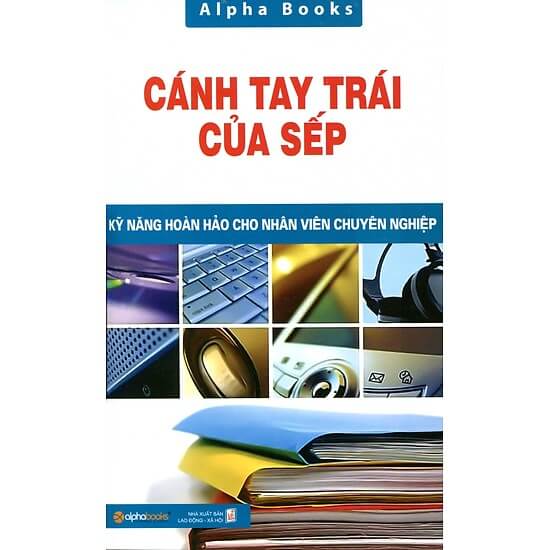 Alpha Books
CÁNH TAY TRÁI
CỦA SẾP
KỸ NĂNG HOÀN HẢO CHO NHÂN VIÊN CHUYÊN NGHIỆP
alphabooks
NHÀ XUẤT BẢN
LAO ĐỘNG - XÃ HỘI